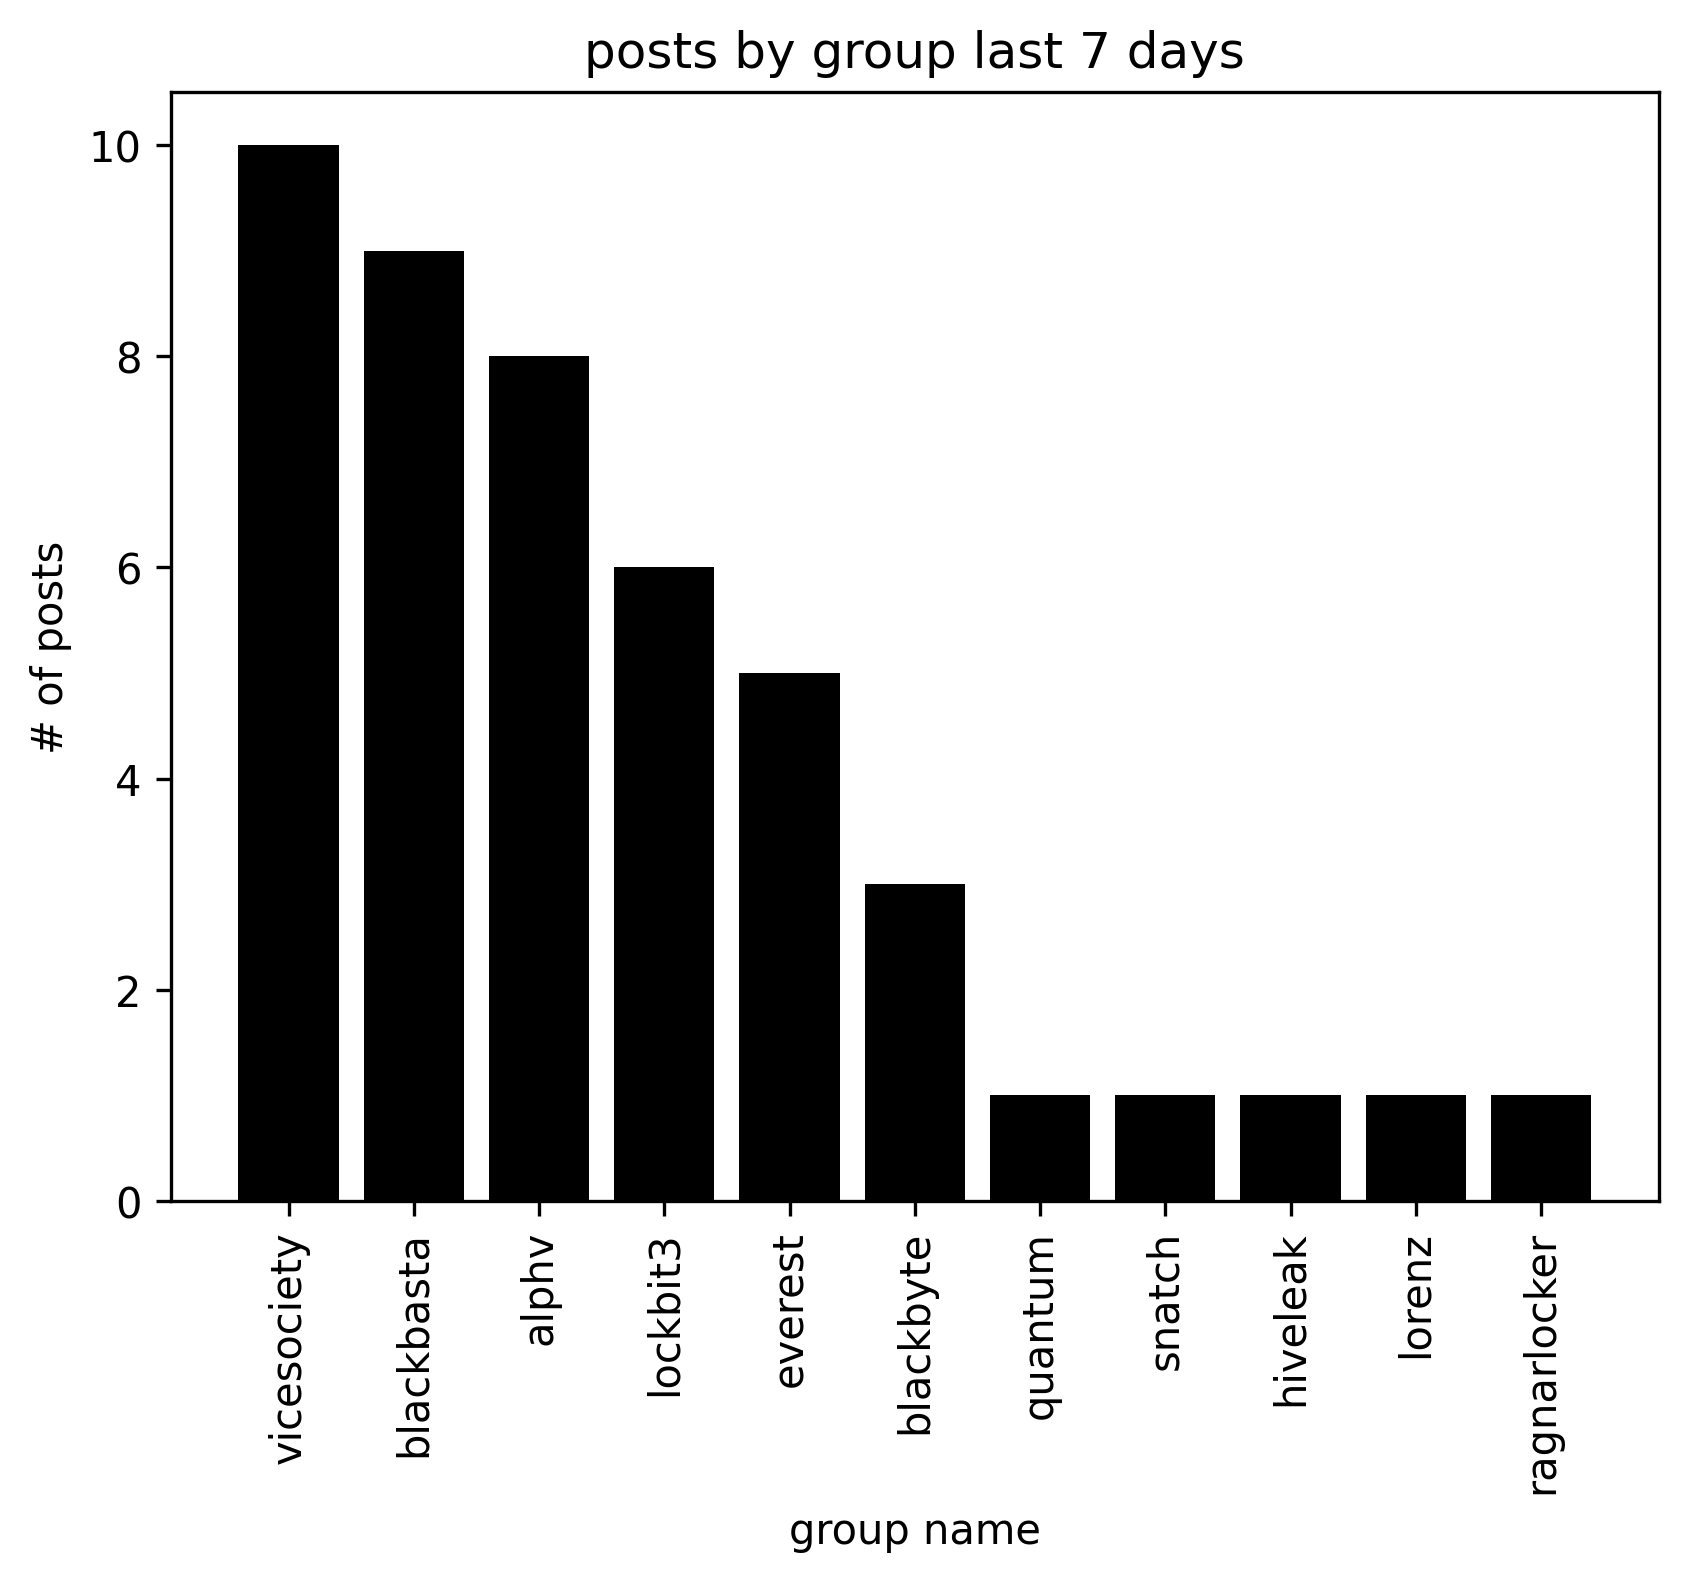 posts by group last 7 days
10
8
6
4
2
0
# of posts
vicesociety
blackbasta
alphv
lockbit3
everest
blackbyte
quantum
snatch
hiveleak
lorenz
ragnarlocker
group name